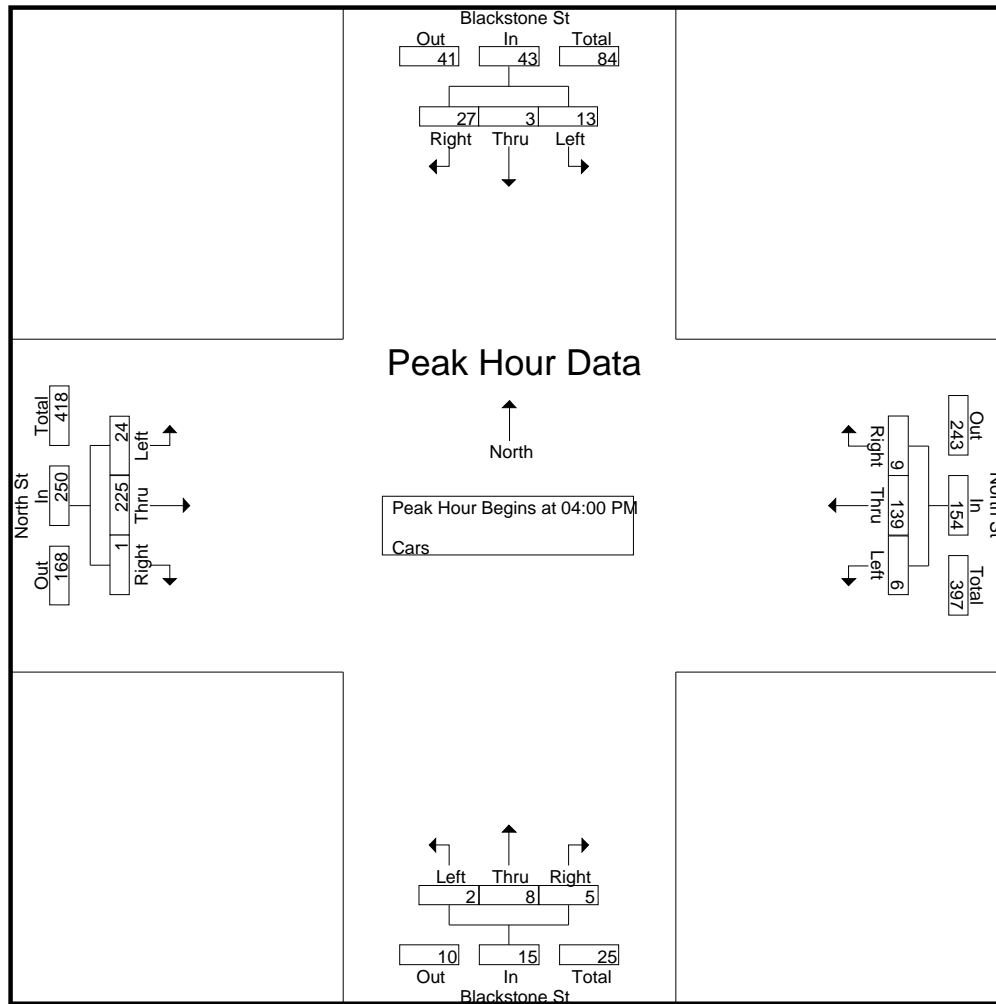 Blackstone St
Out In Total
41 43 84
27 3 13
Right Thru Left
Peak Hour Data
North
Peak Hour Begins at 04:00 PM
Cars
North St
Total In Out
418 250 168
24 225 1
Left Thru Right
Right Thru Left
9 139 6
Out In Total
243 154 397
North St
Left Thru Right
2 8 5
10 15 25
Out In Total
Blackstone St